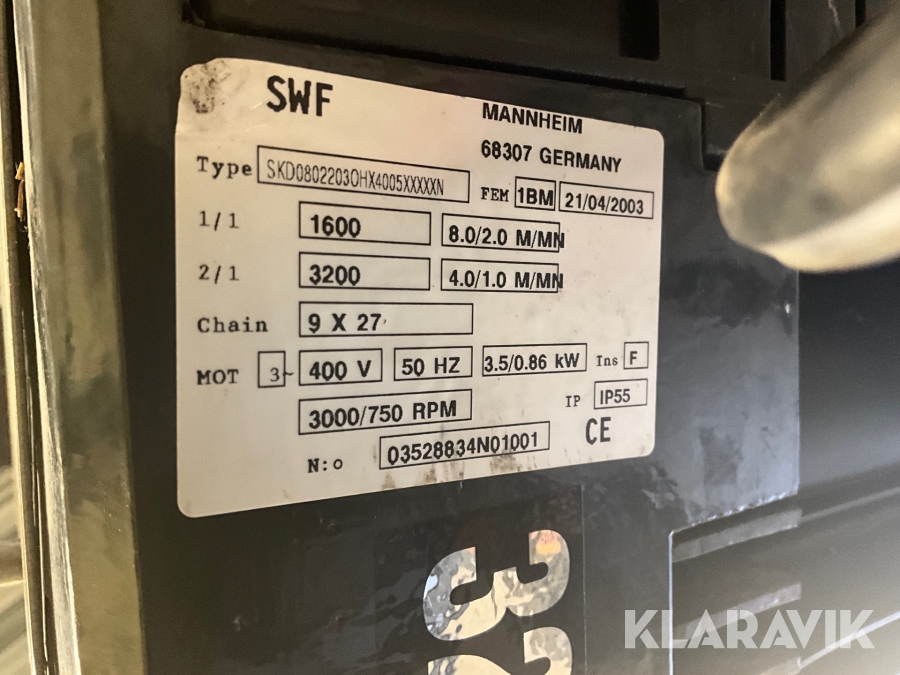 SWF
MANNHEIM
68307 GERMANY
Type SKD08022030HX4005XXXXXN FEM 1BM 21/04/2003
1/1 1600 8.0/2.0 M/MN
2/1 3200 4.0/1.0 M/MN
Chain 9 X 27
MOT 3~ 400 V 50 HZ 3.5/0.86 kW Ins F
3000/750 RPM IP IP55
N:o 03528834N01001 CE
32
KLARAVIK